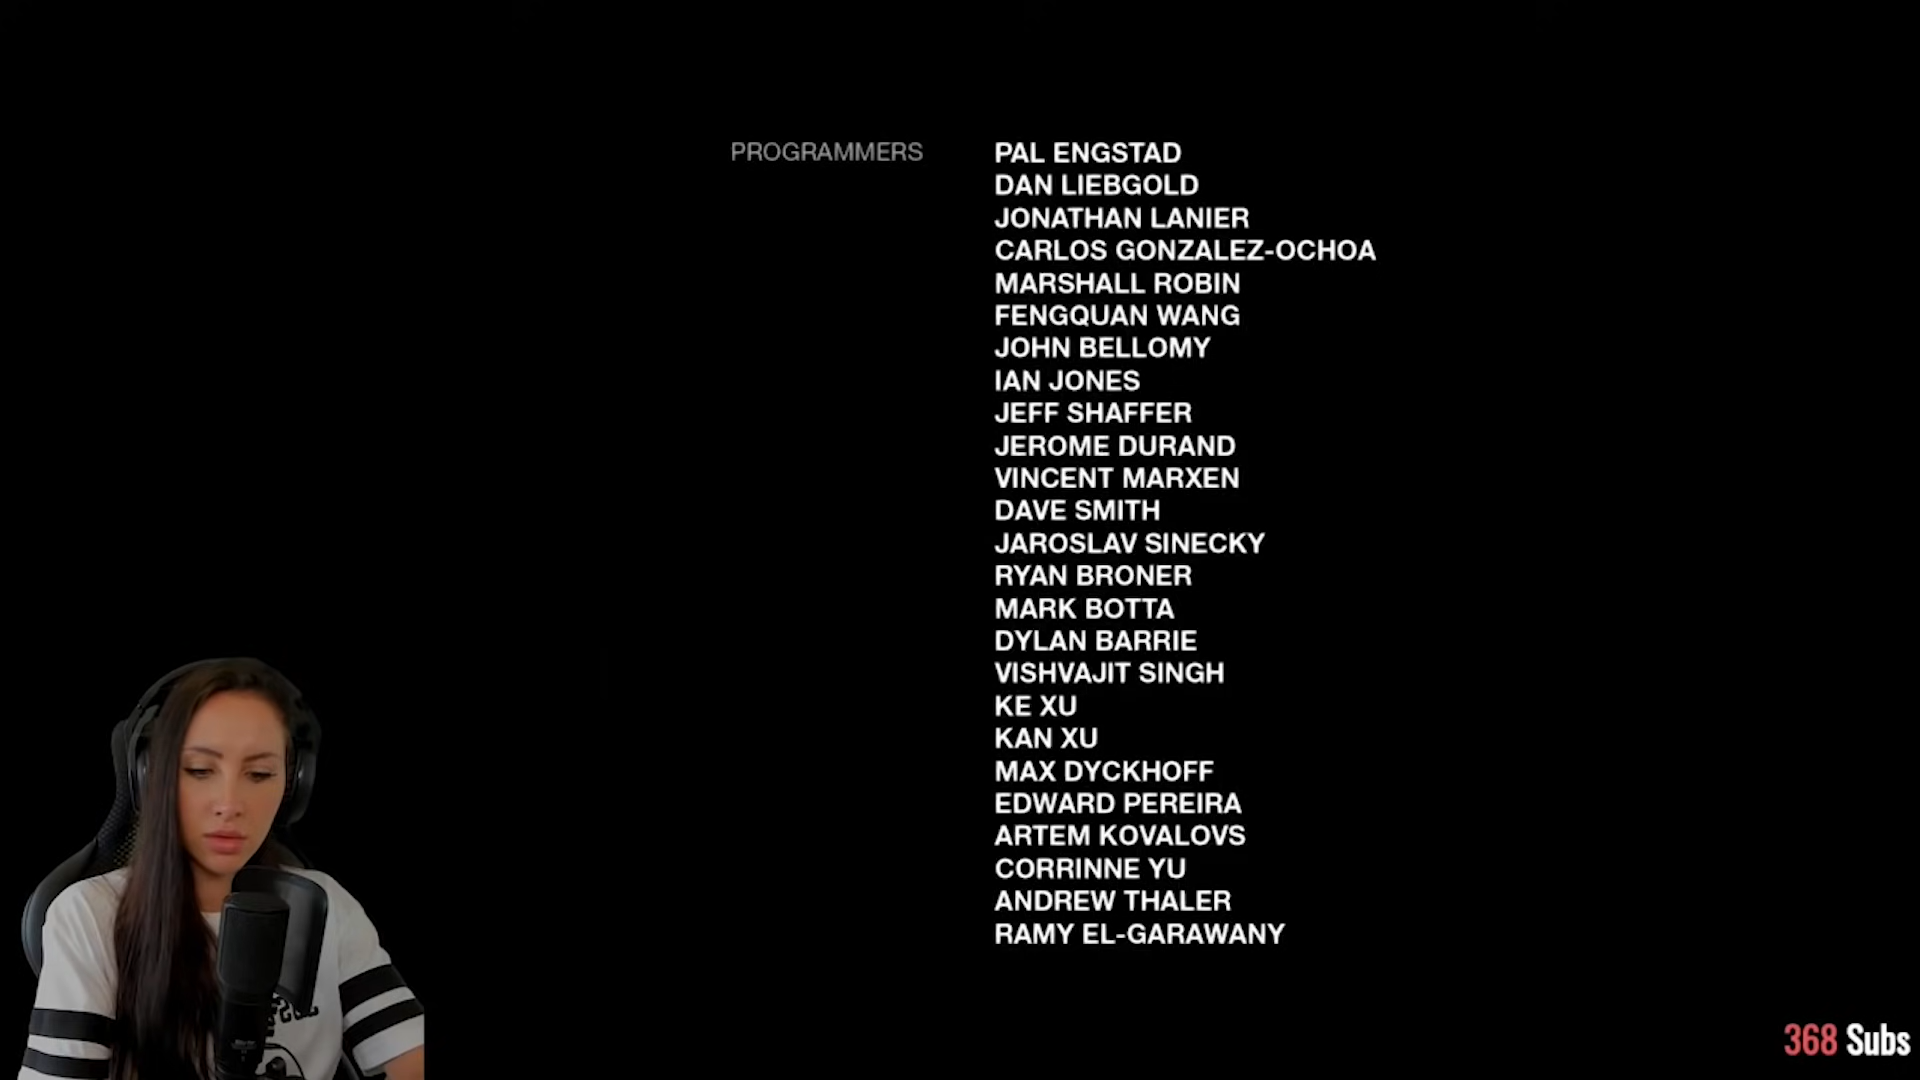 PROGRAMMERS PAL ENGSTAD
DAN LIEBGOLD
JONATHAN LANIER
CARLOS GONZALEZ-OCHOA
MARSHALL ROBIN
FENGQUAN WANG
JOHN BELLOMY
IAN JONES
JEFF SHAFFER
JEROME DURAND
VINCENT MARXEN
DAVE SMITH
JAROSLAV SINECKY
RYAN BRONER
MARK BOTTA
DYLAN BARRIE
VISHVAJIT SINGH
KE XU
KAN XU
MAX DYCKHOFF
EDWARD PEREIRA
ARTEM KOVALOVS
CORRINNE YU
ANDREW THALER
RAMY EL-GARAWANY
368 Subs